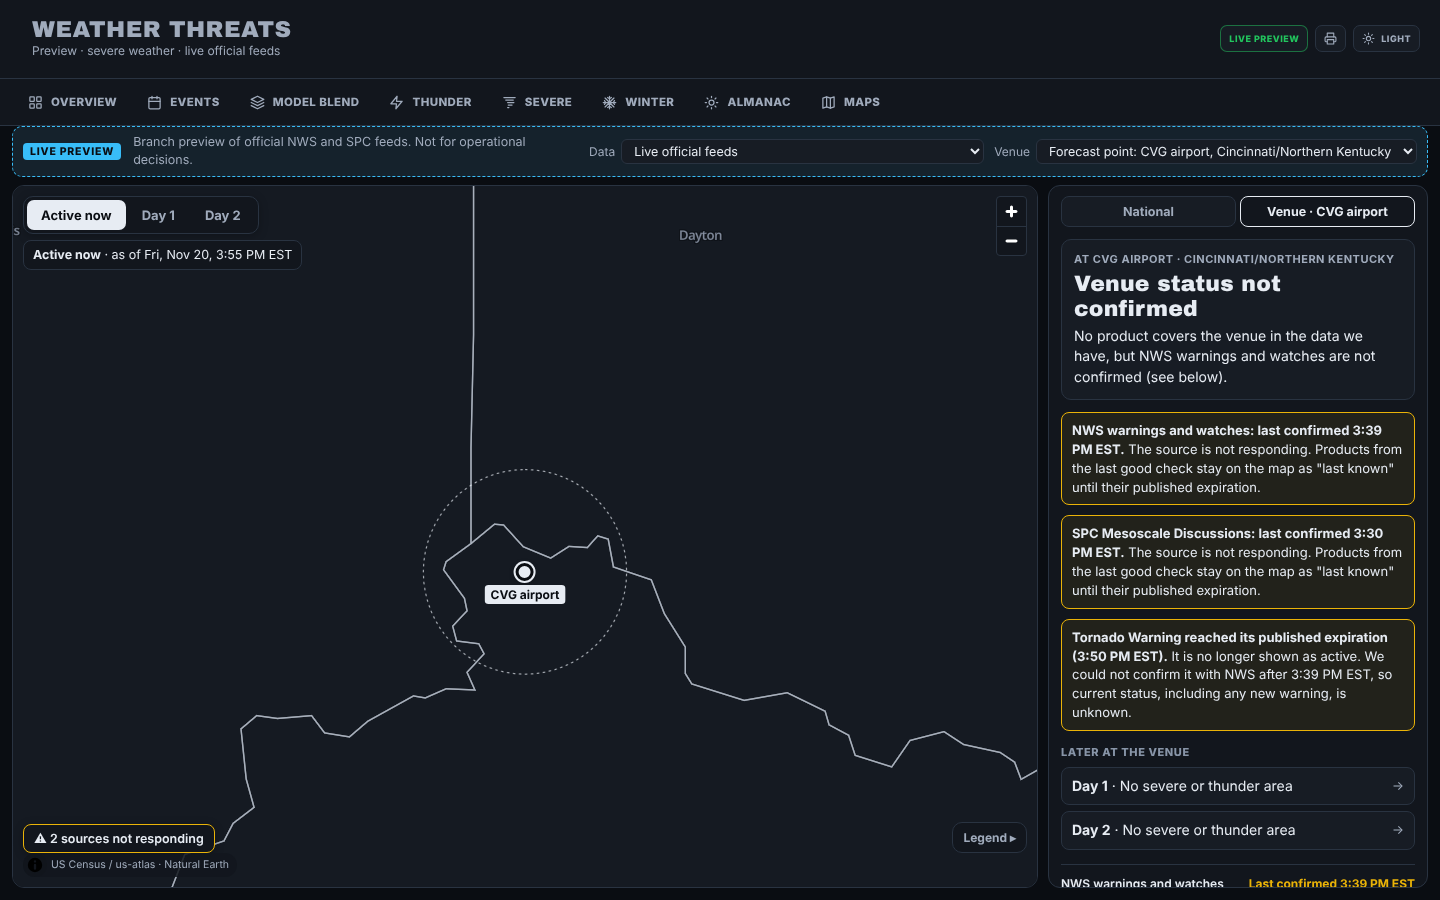 WEATHER THREATS
Preview · severe weather · live official feeds
LIVE PREVIEW
LIGHT
OVERVIEW
EVENTS
MODEL BLEND
THUNDER
SEVERE
WINTER
ALMANAC
MAPS
LIVE PREVIEW
Branch preview of official NWS and SPC feeds. Not for operational
decisions.
Data
Live official feeds
Venue
Forecast point: CVG airport, Cincinnati/Northern Kentucky
Active now
Day 1
Day 2
s
Active now · as of Fri, Nov 20, 3:55 PM EST
Dayton
+
−
CVG airport
⚠ 2 sources not responding
US Census / us-atlas · Natural Earth
Legend ▸
National
Venue · CVG airport
AT CVG AIRPORT · CINCINNATI/NORTHERN KENTUCKY
Venue status not
confirmed
No product covers the venue in the data we
have, but NWS warnings and watches are not
confirmed (see below).
NWS warnings and watches: last confirmed 3:39
PM EST. The source is not responding. Products from
the last good check stay on the map as "last known"
until their published expiration.
SPC Mesoscale Discussions: last confirmed 3:30
PM EST. The source is not responding. Products from
the last good check stay on the map as "last known"
until their published expiration.
Tornado Warning reached its published expiration
(3:50 PM EST). It is no longer shown as active. We
could not confirm it with NWS after 3:39 PM EST, so
current status, including any new warning, is
unknown.
LATER AT THE VENUE
Day 1 · No severe or thunder area →
Day 2 · No severe or thunder area →
NWS warnings and watches
Last confirmed 3:39 PM EST